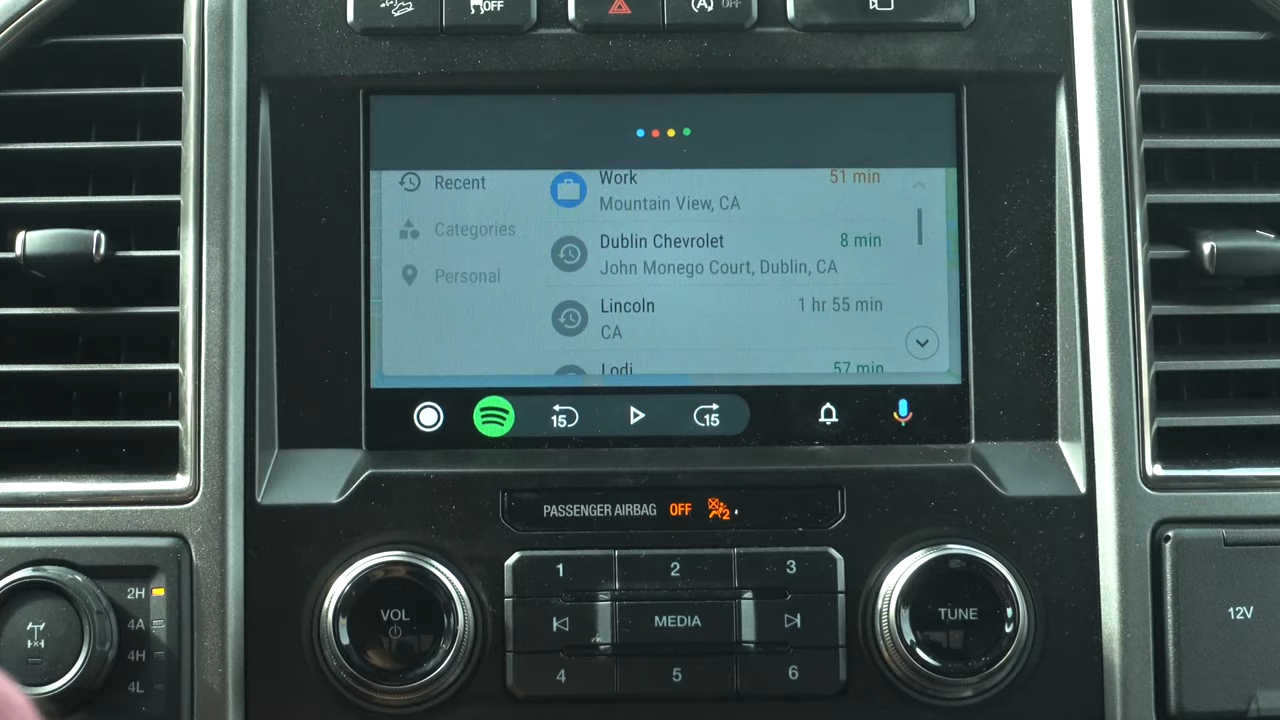 OFF
(A) OFF
Recent
Categories
Personal
Work 51 min
Mountain View, CA
Dublin Chevrolet 8 min
John Monego Court, Dublin, CA
Lincoln 1 hr 55 min
CA
Lodi 57 min
15
15
PASSENGER AIRBAG OFF 2
1 2 3
VOL
MEDIA
TUNE
4 5 6
2H
4A
4H
4L
12V